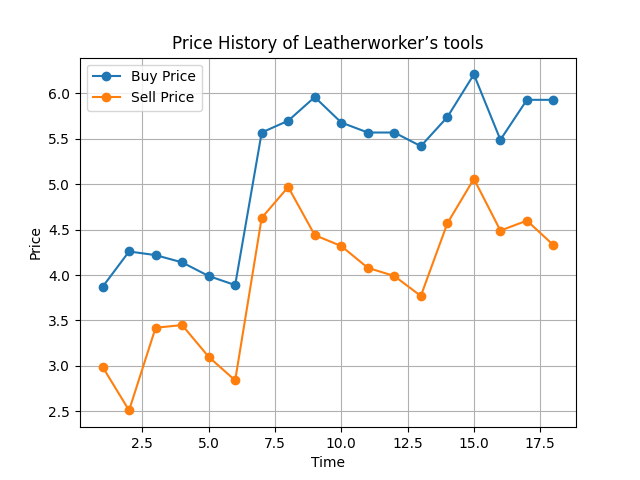 Price History of Leatherworker’s tools
Buy Price
Sell Price
6.0
5.5
5.0
4.5
4.0
3.5
3.0
2.5
Price
2.5 5.0 7.5 10.0 12.5 15.0 17.5
Time